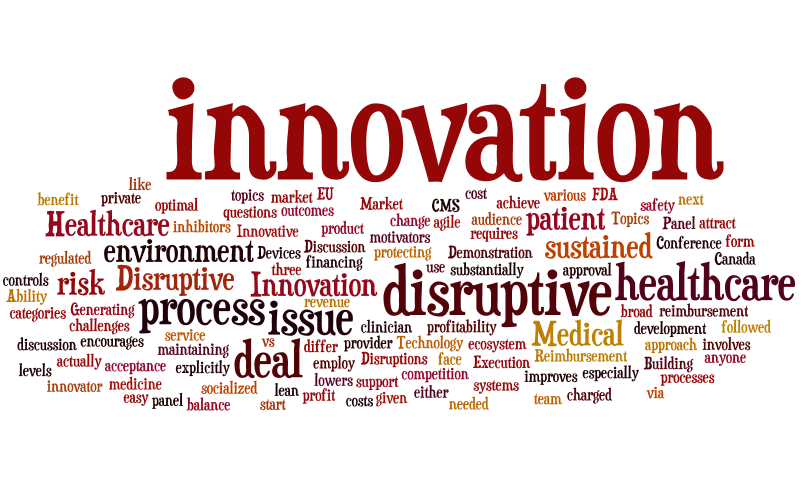 innovation
like
benefit private optimal topics market EU Market CMS cost achieve various FDA safety next
questions outcomes
Healthcare inhibitors Innovative product change agile audience patient Topics Panel attract
motivators requires
regulated environment Devices Discussion protecting Demonstration sustained Conference form
financing Canada
controls risk Disruptive three Innovation use substantially approval healthcare
Ability disruptive
categories Generating process issue revenue broad reimbursement
challenges clinician profitability Medical development followed
discussion encourages service vs differ provider Technology ecosystem approach involves
maintaining deal
levels actually acceptance explicitly employ Disruptions face Execution Reimbursement Building anyone
innovator medicine socialized lean lowers support competition systems improves especially processes
easy panel balance start profit costs given either needed team charged via